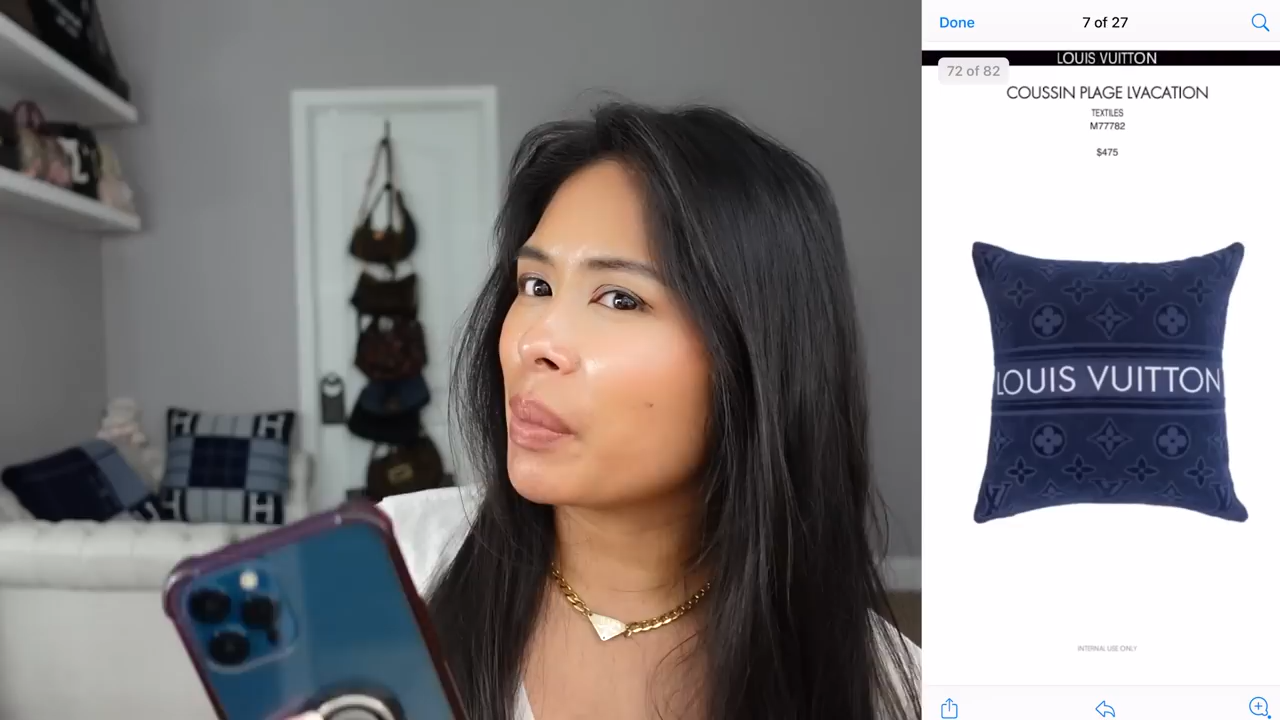 Done
7 of 27
LOUIS VUITTON
72 of 82
COUSSIN PLAGE LVACATION
TEXTILES
M77782
$475
LOUIS VUITTON
INTERNAL USE ONLY
H
H